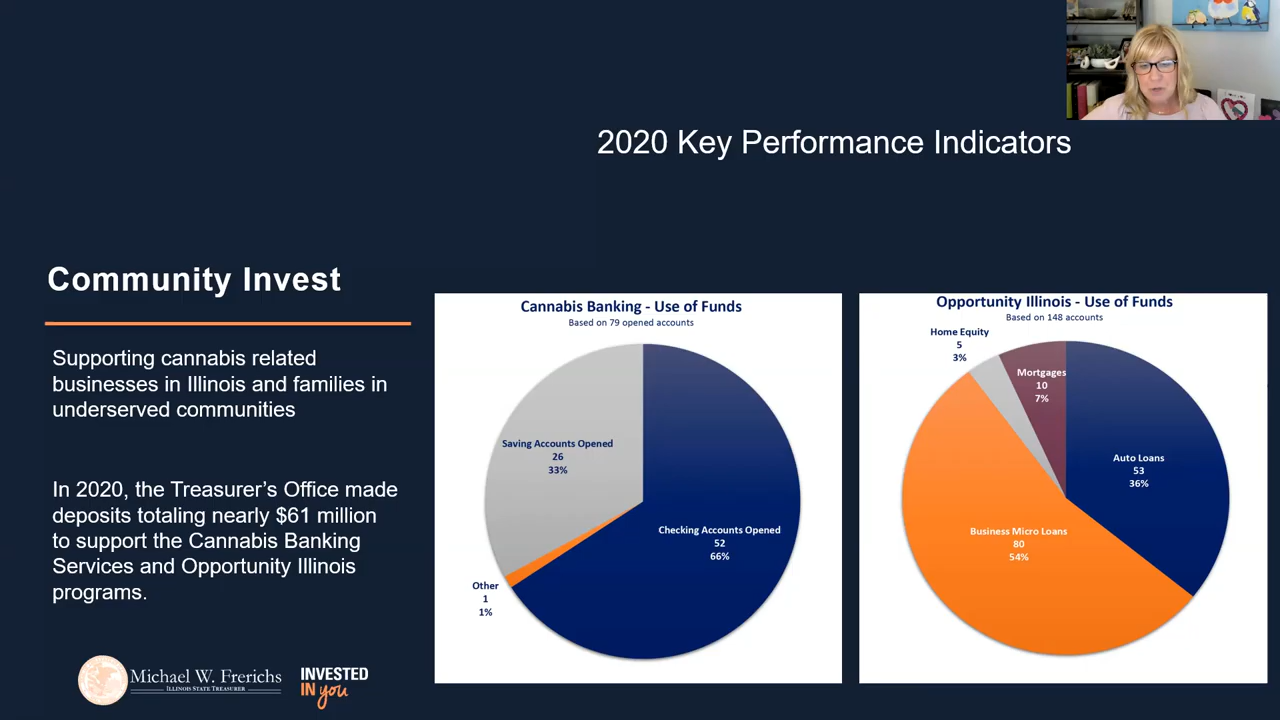 2020 Key Performance Indicators
Community Invest
Supporting cannabis related
businesses in Illinois and families in
underserved communities
In 2020, the Treasurer’s Office made
deposits totaling nearly $61 million
to support the Cannabis Banking
Services and Opportunity Illinois
programs.
Michael W. Frerichs
ILLINOIS STATE TREASURER
INVESTED
IN you
Cannabis Banking - Use of Funds
Based on 79 opened accounts
Saving Accounts Opened
26
33%
Checking Accounts Opened
52
66%
Other
1
1%
Opportunity Illinois - Use of Funds
Based on 148 accounts
Home Equity
5
3%
Mortgages
10
7%
Auto Loans
53
36%
Business Micro Loans
80
54%